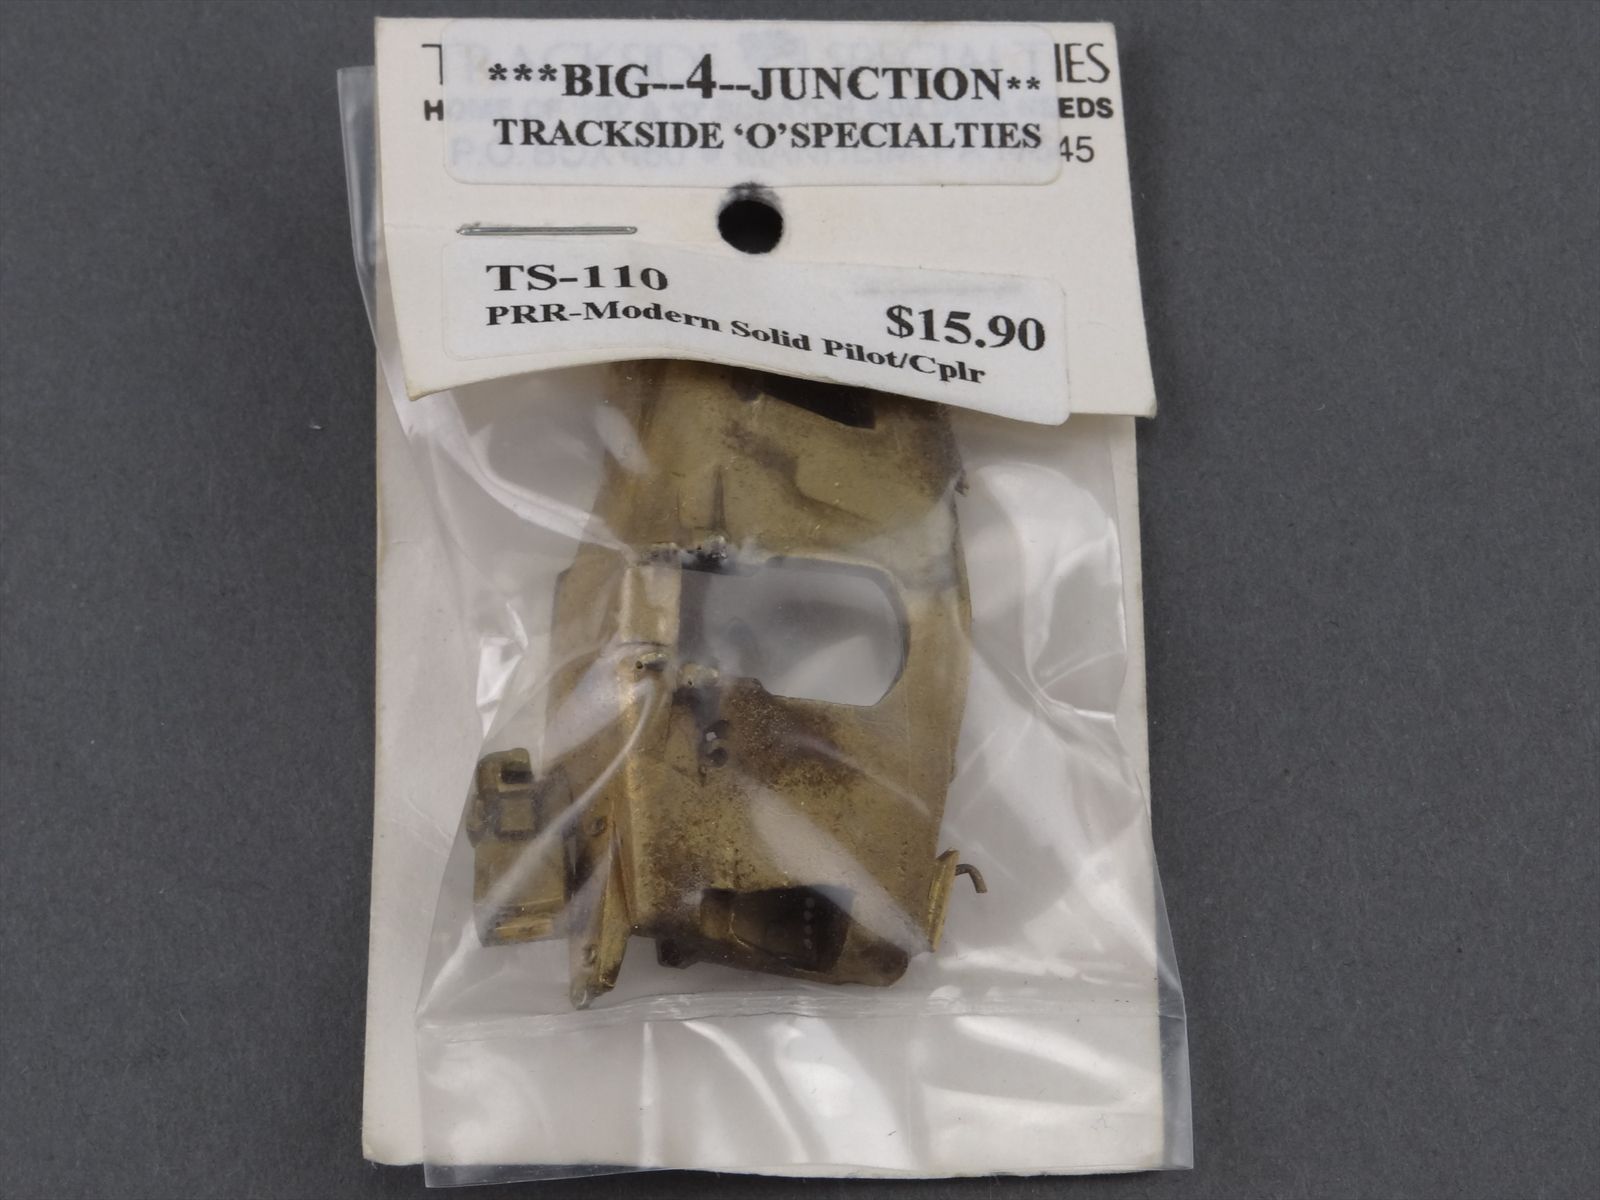 ***BIG--4--JUNCTION**
TRACKSIDE ‘O’SPECIALTIES
TS-110
PRR-Modern Solid Pilot/Cplr
$15.90